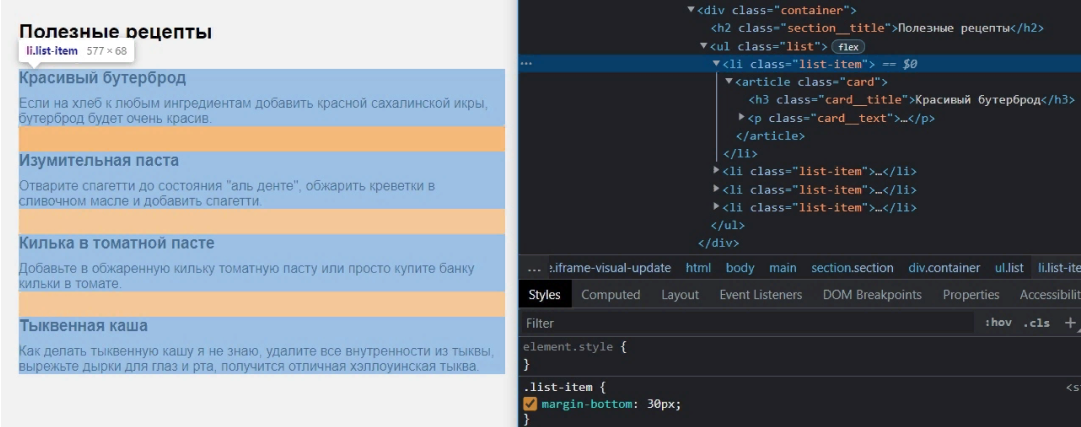 Полезные рецепты
li.list-item 577 × 68
Красивый бутерброд
Если на хлеб к любым ингредиентам добавить красной сахалинской икры,
бутерброд будет очень красив.
Изумительная паста
Отварите спагетти до состояния "аль денте", обжарить креветки в
сливочном масле и добавить спагетти.
Килька в томатной пасте
Добавьте в обжаренную кильку томатную пасту или просто купите банку
кильки в томате.
Тыквенная каша
Как делать тыквенную кашу я не знаю, удалите все внутренности из тыквы,
вырежьте дырки для глаз и рта, получится отличная хэллоуинская тыква.
▼<div class="container">
<h2 class="section__title">Полезные рецепты</h2>
▼<ul class="list"> flex
… ▼<li class="list-item"> == $0
▼<article class="card">
<h3 class="card__title">Красивый бутерброд</h3>
▶<p class="card__text">…</p>
</article>
</li>
▶<li class="list-item">…</li>
▶<li class="list-item">…</li>
▶<li class="list-item">…</li>
</ul>
</div>
… e.iframe-visual-update html body main section.section div.container ul.list li.list-ite
Styles Computed Layout Event Listeners DOM Breakpoints Properties Accessibilit
Filter :hov .cls +
element.style {
}
.list-item { <s
margin-bottom: 30px;
}